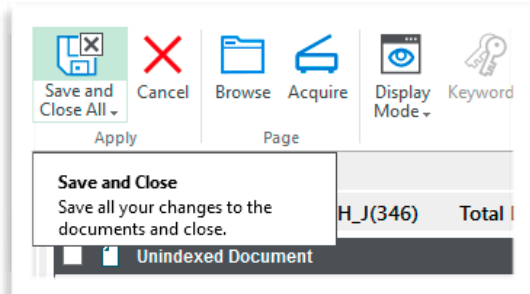 Save and Close All
Cancel
Browse
Acquire
Display Mode
Keyword
Apply
Page
Save and Close
Save all your changes to the
documents and close.
H_J(346) Total
Unindexed Document